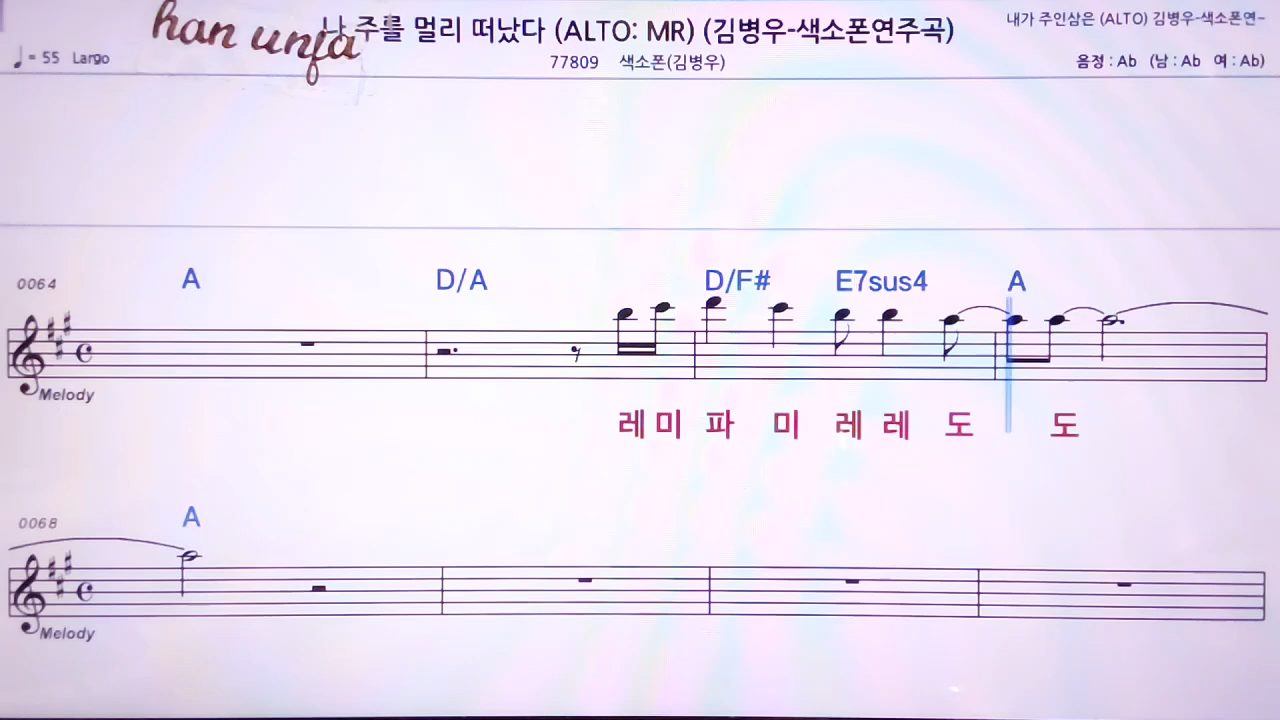 han unfa
나 주를 멀리 떠났다 (ALTO: MR) (김병우-색소폰연주곡)
내가 주인삼은 (ALTO) 김병우-색소폰연~
♩ = 55 Largo
77809 색소폰(김병우)
음정 : Ab (남 : Ab 여 : Ab)
0064
A D/A D/F# E7sus4 A
Melody
레 미 파 미 레 레 도 도
0068
A
Melody